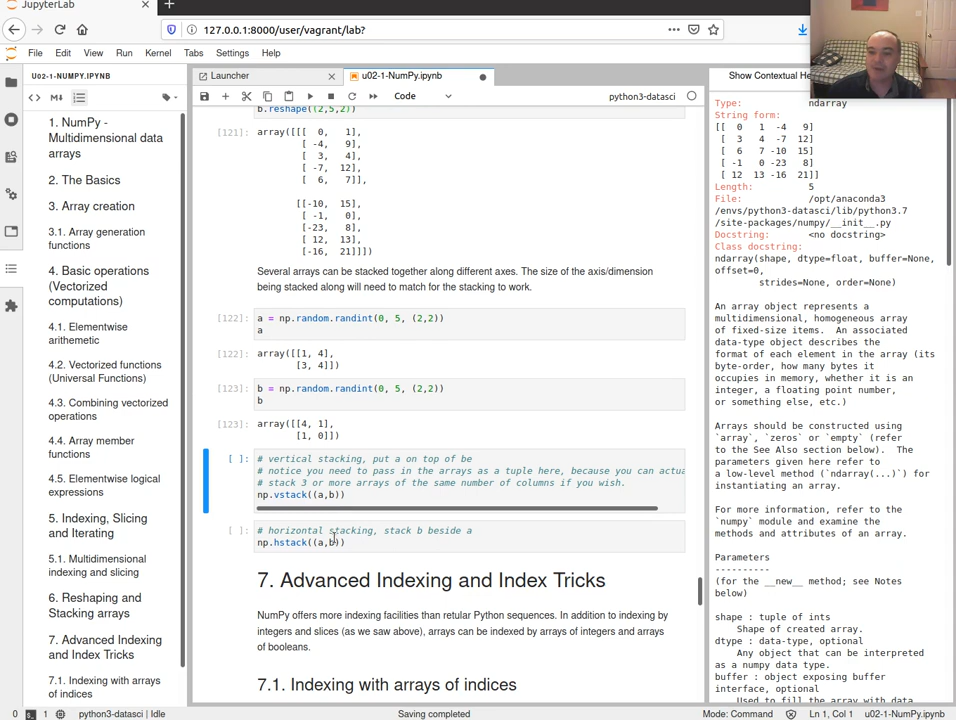 JupyterLab
127.0.0.1:8000/user/vagrant/lab?
File Edit View Run Kernel Tabs Settings Help
U02-1-NUMPY.IPYNB
Launcher
u02-1-NumPy.ipynb
Show Contextual He
Code
python3-datasci
1. NumPy -
Multidimensional data
arrays
2. The Basics
3. Array creation
3.1. Array generation
functions
4. Basic operations
(Vectorized
computations)
4.1. Elementwise
arithemetic
4.2. Vectorized functions
(Universal Functions)
4.3. Combining vectorized
operations
4.4. Array member
functions
4.5. Elementwise logical
expressions
5. Indexing, Slicing
and Iterating
5.1. Multidimensional
indexing and slicing
6. Reshaping and
Stacking arrays
7. Advanced Indexing
and Index Tricks
7.1. Indexing with arrays
of indices
b.reshape((2,5,2))
[121]: array([[[ 0, 1],
[ -4, 9],
[ 3, 4],
[ -7, 12],
[ 6, 7]],
[[-10, 15],
[ -1, 0],
[-23, 8],
[ 12, 13],
[-16, 21]]])
Several arrays can be stacked together along different axes. The size of the axis/dimension
being stacked along will need to match for the stacking to work.
[122]: a = np.random.randint(0, 5, (2,2))
a
[122]: array([[1, 4],
[3, 4]])
[123]: b = np.random.randint(0, 5, (2,2))
b
[123]: array([[4, 1],
[1, 0]])
[ ]: # vertical stacking, put a on top of be
# notice you need to pass in the arrays as a tuple here, because you can actua
# stack 3 or more arrays of the same number of columns if you wish.
np.vstack((a,b))
[ ]: # horizontal stacking, stack b beside a
np.hstack((a,b))
7. Advanced Indexing and Index Tricks
NumPy offers more indexing facilities than retular Python sequences. In addition to indexing by
integers and slices (as we saw above), arrays can be indexed by arrays of integers and arrays
of booleans.
7.1. Indexing with arrays of indices
Type: ndarray
String form:
[[ 0 1 -4 9]
[ 3 4 -7 12]
[ 6 7 -10 15]
[ -1 0 -23 8]
[ 12 13 -16 21]]
Length: 5
File: /opt/anaconda3
/envs/python3-datasci/lib/python3.7
/site-packages/numpy/__init__.py
Docstring: <no docstring>
Class docstring:
ndarray(shape, dtype=float, buffer=None,
offset=0,
strides=None, order=None)
An array object represents a
multidimensional, homogeneous array
of fixed-size items. An associated
data-type object describes the
format of each element in the array (its
byte-order, how many bytes it
occupies in memory, whether it is an
integer, a floating point number,
or something else, etc.)
Arrays should be constructed using
`array`, `zeros` or `empty` (refer
to the See Also section below). The
parameters given here refer to
a low-level method (`ndarray(...)`) for
instantiating an array.
For more information, refer to the
`numpy` module and examine the
methods and attributes of an array.
Parameters
----------
(for the __new__ method; see Notes
below)
shape : tuple of ints
Shape of created array.
dtype : data-type, optional
Any object that can be interpreted
as a numpy data type.
buffer : object exposing buffer
interface, optional
Used to fill the array with data
0 1 python3-datasci | Idle Saving completed Mode: Command Ln 1, Col 1 u02-1-NumPy.ipynb